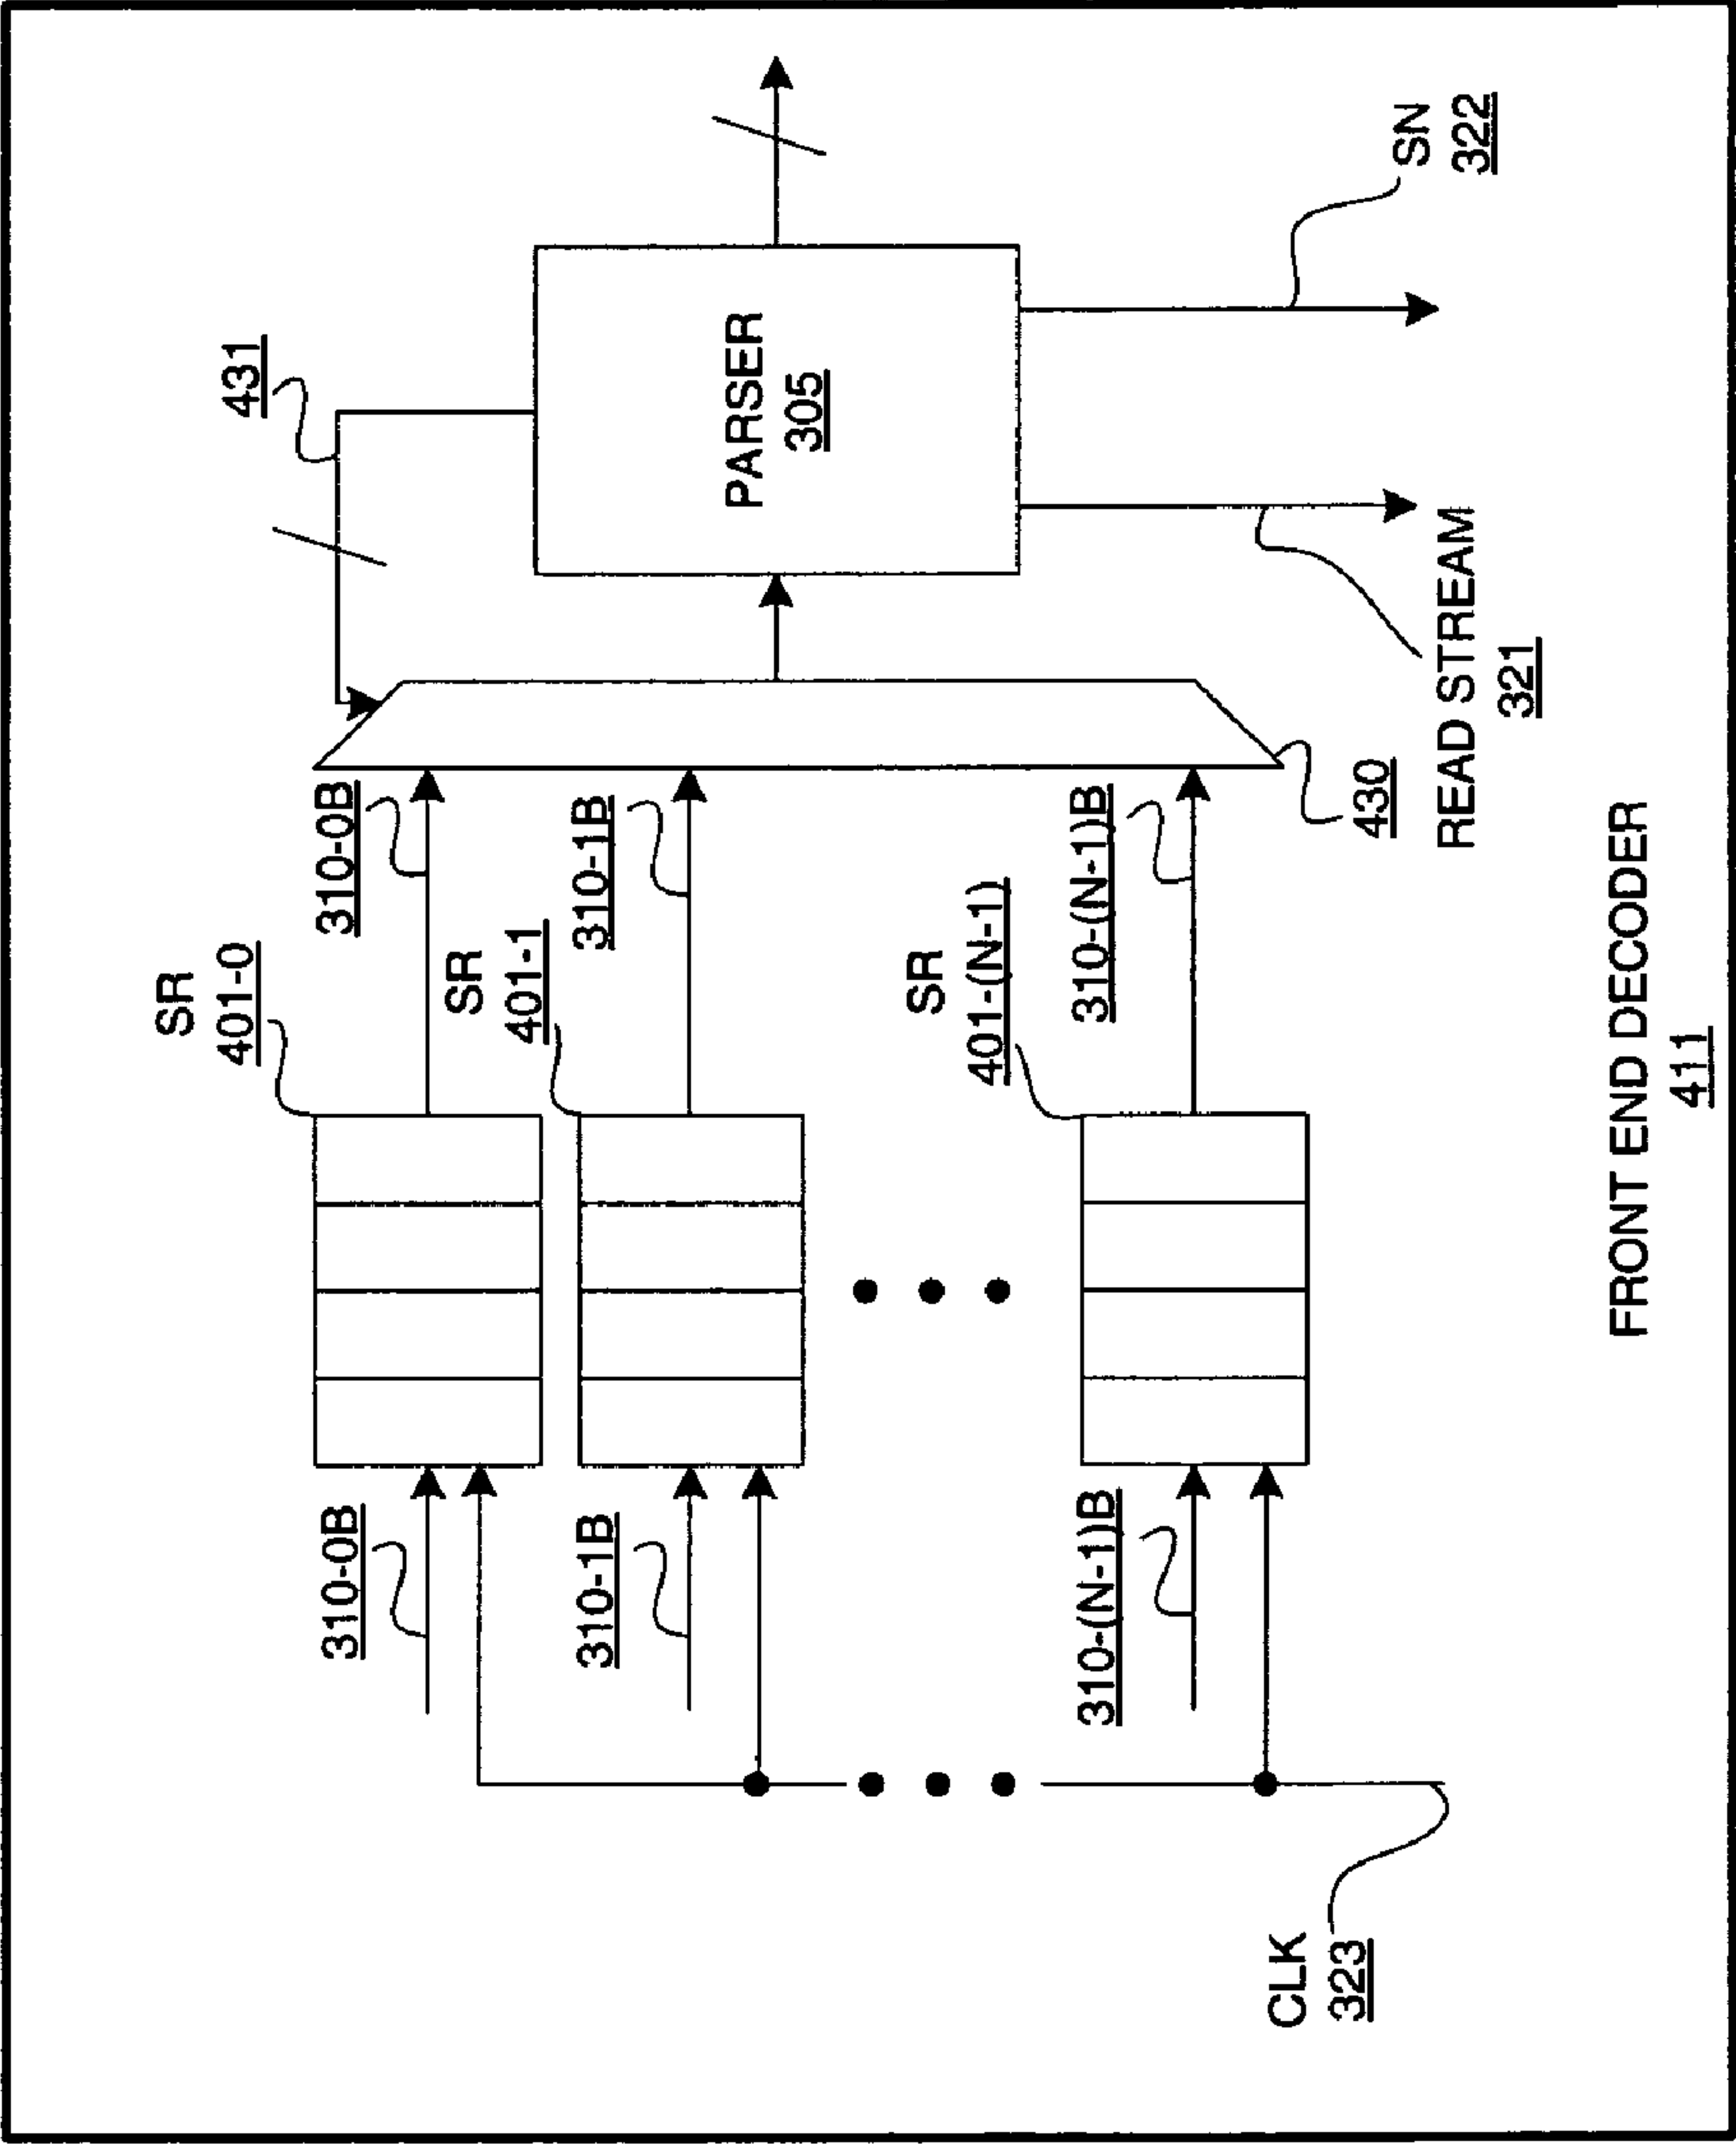 SR
401-0
310-0B
310-0B
SR
401-1
310-1B
310-1B
SR
401-(N-1)
310-(N-1)B
310-(N-1)B
CLK
323
430
431
PARSER
305
READ STREAM
321
SN
322
FRONT END DECODER
411